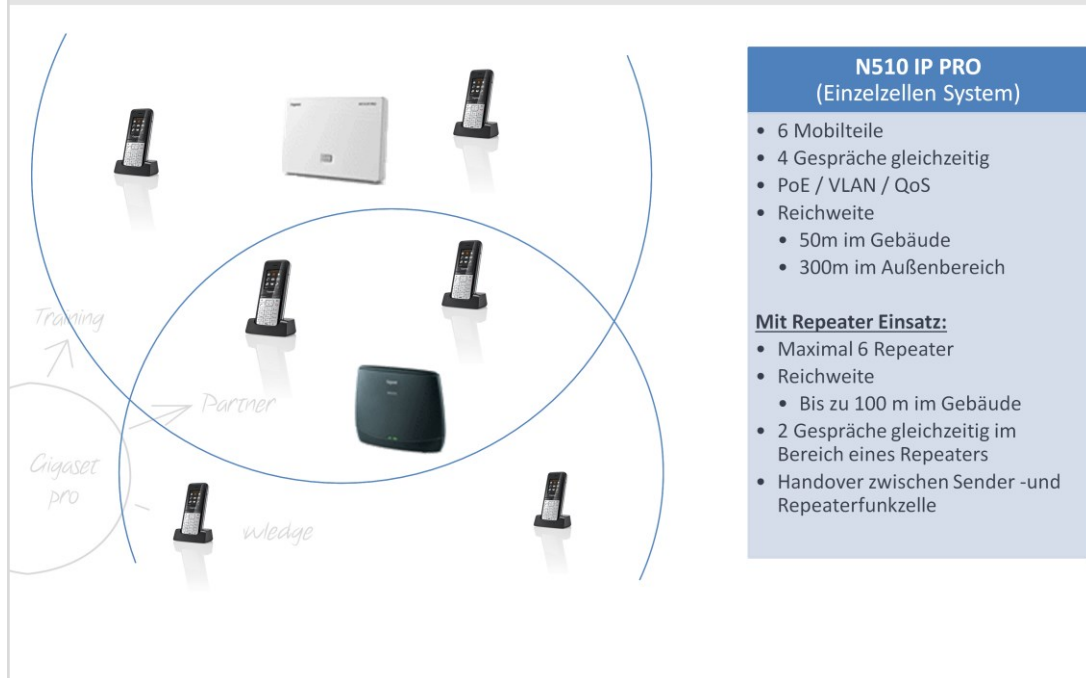 N510 IP PRO
(Einzelzellen System)
• 6 Mobilteile
• 4 Gespräche gleichzeitig
• PoE / VLAN / QoS
• Reichweite
• 50m im Gebäude
• 300m im Außenbereich
Mit Repeater Einsatz:
• Maximal 6 Repeater
• Reichweite
• Bis zu 100 m im Gebäude
• 2 Gespräche gleichzeitig im
Bereich eines Repeaters
• Handover zwischen Sender -und
Repeaterfunkzelle
Training
Partner
Gigaset
pro
wledge